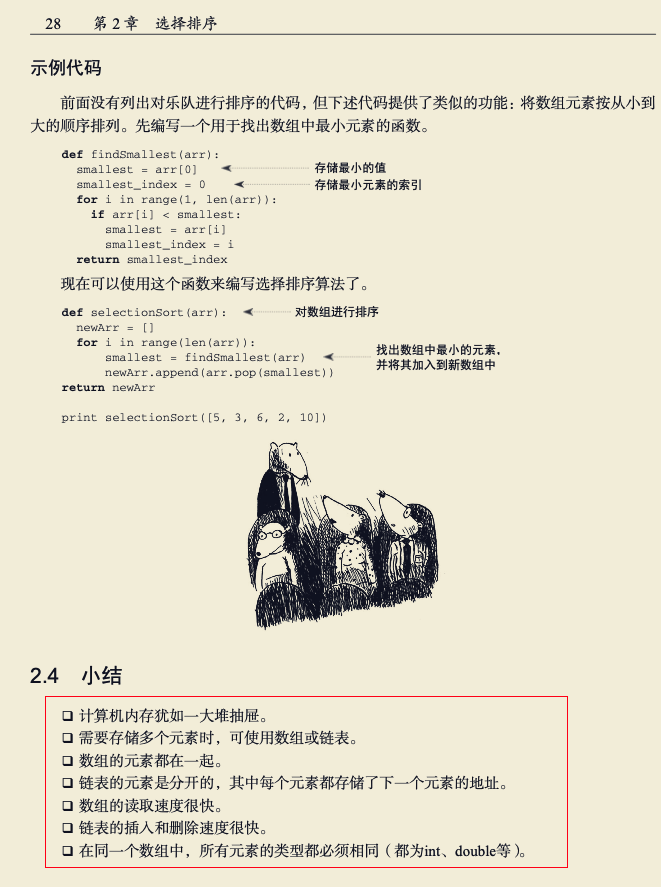 28 第 2 章 选择排序
示例代码
前面没有列出对乐队进行排序的代码，但下述代码提供了类似的功能：将数组元素按从小到
大的顺序排列。先编写一个用于找出数组中最小元素的函数。
def findSmallest(arr):
smallest = arr[0] 存储最小的值
smallest_index = 0 存储最小元素的索引
for i in range(1, len(arr)):
if arr[i] < smallest:
smallest = arr[i]
smallest_index = i
return smallest_index
现在可以使用这个函数来编写选择排序算法了。
def selectionSort(arr): 对数组进行排序
newArr = []
for i in range(len(arr)):
smallest = findSmallest(arr) 找出数组中最小的元素，
newArr.append(arr.pop(smallest)) 并将其加入到新数组中
return newArr
print selectionSort([5, 3, 6, 2, 10])
2.4 小结
❑ 计算机内存犹如一大堆抽屉。
❑ 需要存储多个元素时，可使用数组或链表。
❑ 数组的元素都在一起。
❑ 链表的元素是分开的，其中每个元素都存储了下一个元素的地址。
❑ 数组的读取速度很快。
❑ 链表的插入和删除速度很快。
❑ 在同一个数组中，所有元素的类型都必须相同（都为int、double等）。